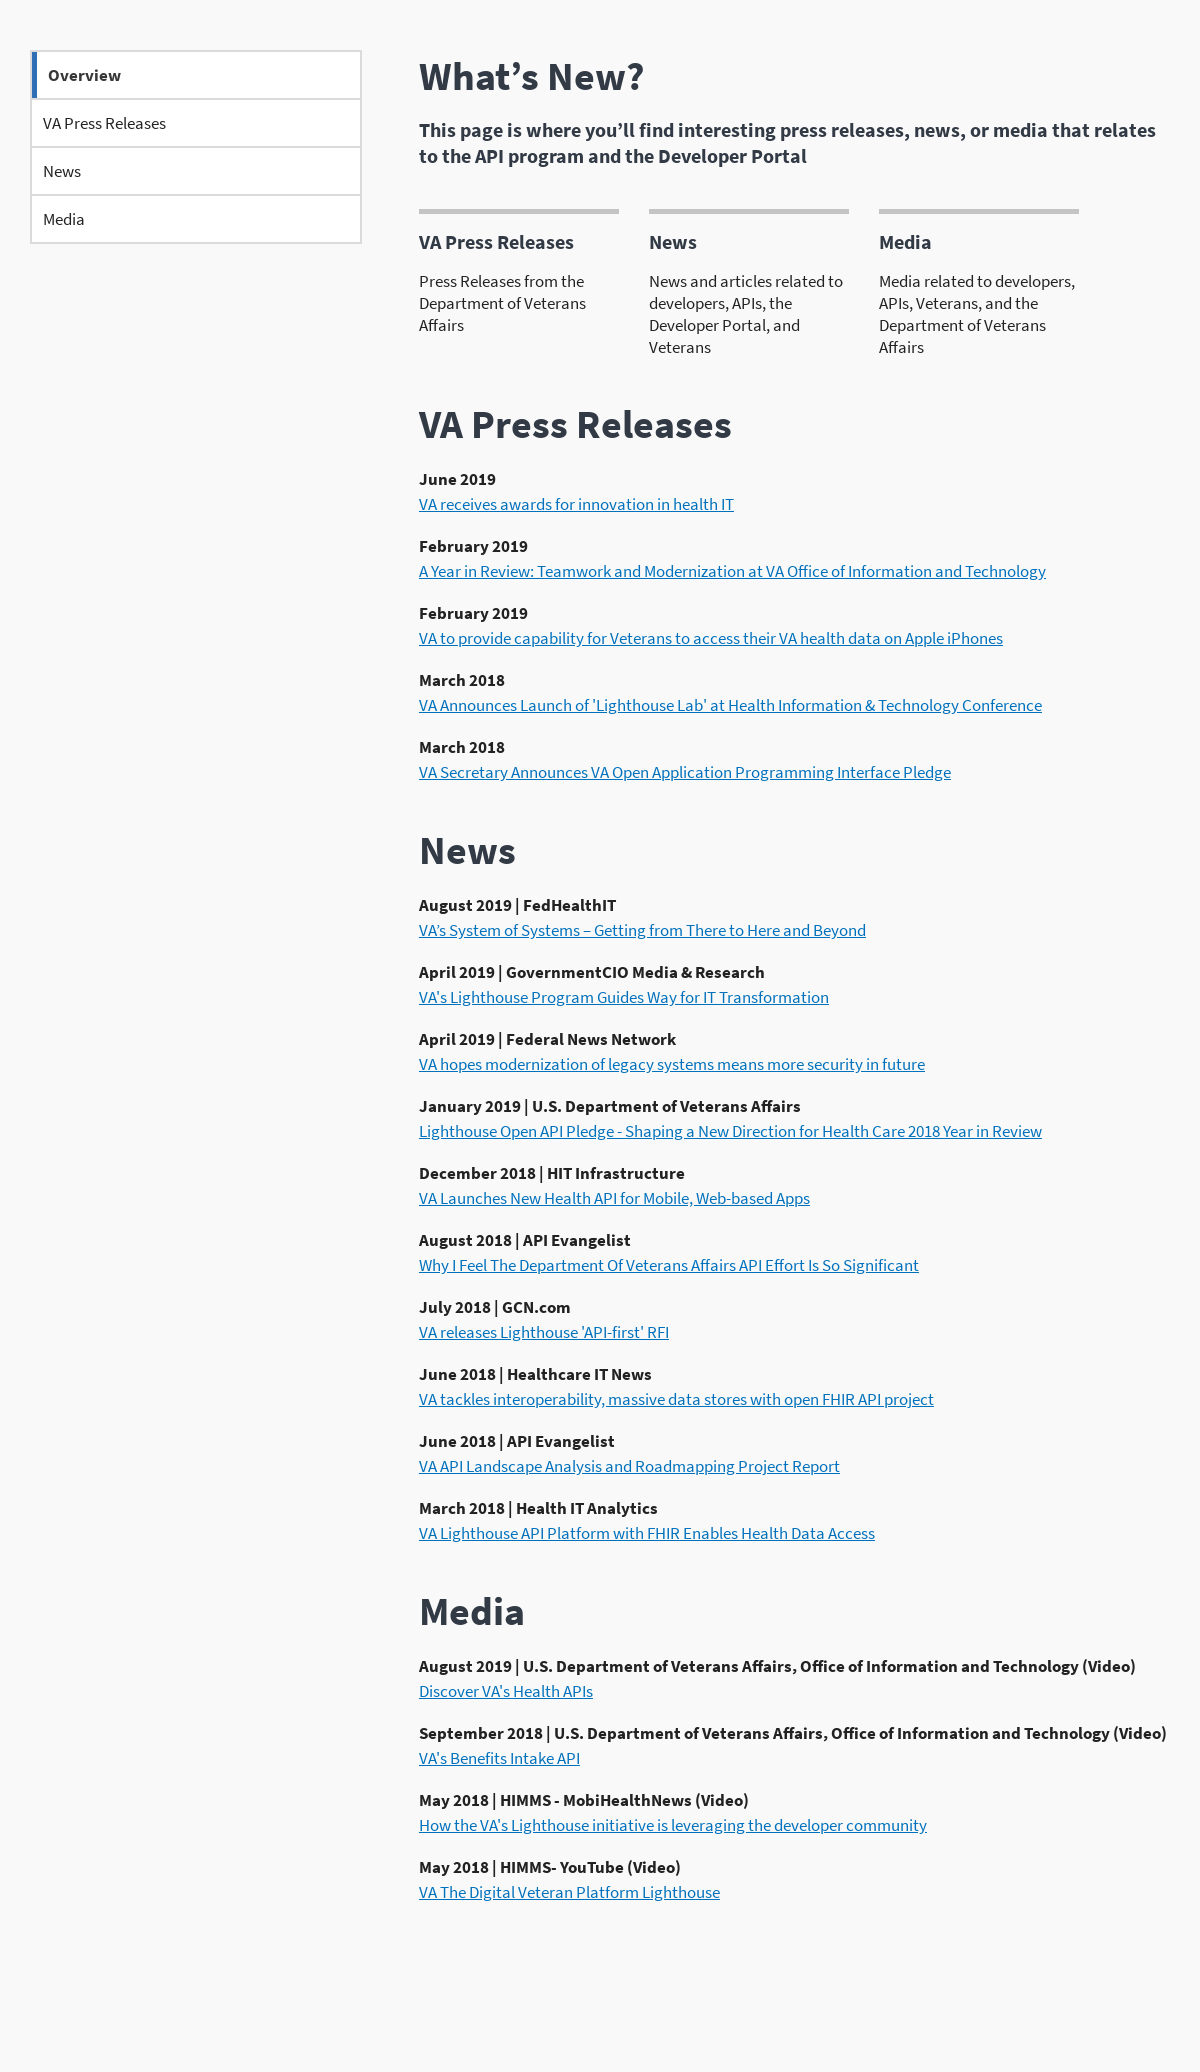 Overview
VA Press Releases
News
Media
What’s New?
This page is where you’ll find interesting press releases, news, or media that relates
to the API program and the Developer Portal
VA Press Releases
Press Releases from the
Department of Veterans
Affairs
News
News and articles related to
developers, APIs, the
Developer Portal, and
Veterans
Media
Media related to developers,
APIs, Veterans, and the
Department of Veterans
Affairs
VA Press Releases
June 2019
VA receives awards for innovation in health IT
February 2019
A Year in Review: Teamwork and Modernization at VA Office of Information and Technology
February 2019
VA to provide capability for Veterans to access their VA health data on Apple iPhones
March 2018
VA Announces Launch of 'Lighthouse Lab' at Health Information & Technology Conference
March 2018
VA Secretary Announces VA Open Application Programming Interface Pledge
News
August 2019 | FedHealthIT
VA’s System of Systems – Getting from There to Here and Beyond
April 2019 | GovernmentCIO Media & Research
VA's Lighthouse Program Guides Way for IT Transformation
April 2019 | Federal News Network
VA hopes modernization of legacy systems means more security in future
January 2019 | U.S. Department of Veterans Affairs
Lighthouse Open API Pledge - Shaping a New Direction for Health Care 2018 Year in Review
December 2018 | HIT Infrastructure
VA Launches New Health API for Mobile, Web-based Apps
August 2018 | API Evangelist
Why I Feel The Department Of Veterans Affairs API Effort Is So Significant
July 2018 | GCN.com
VA releases Lighthouse 'API-first' RFI
June 2018 | Healthcare IT News
VA tackles interoperability, massive data stores with open FHIR API project
June 2018 | API Evangelist
VA API Landscape Analysis and Roadmapping Project Report
March 2018 | Health IT Analytics
VA Lighthouse API Platform with FHIR Enables Health Data Access
Media
August 2019 | U.S. Department of Veterans Affairs, Office of Information and Technology (Video)
Discover VA's Health APIs
September 2018 | U.S. Department of Veterans Affairs, Office of Information and Technology (Video)
VA's Benefits Intake API
May 2018 | HIMMS - MobiHealthNews (Video)
How the VA's Lighthouse initiative is leveraging the developer community
May 2018 | HIMMS- YouTube (Video)
VA The Digital Veteran Platform Lighthouse